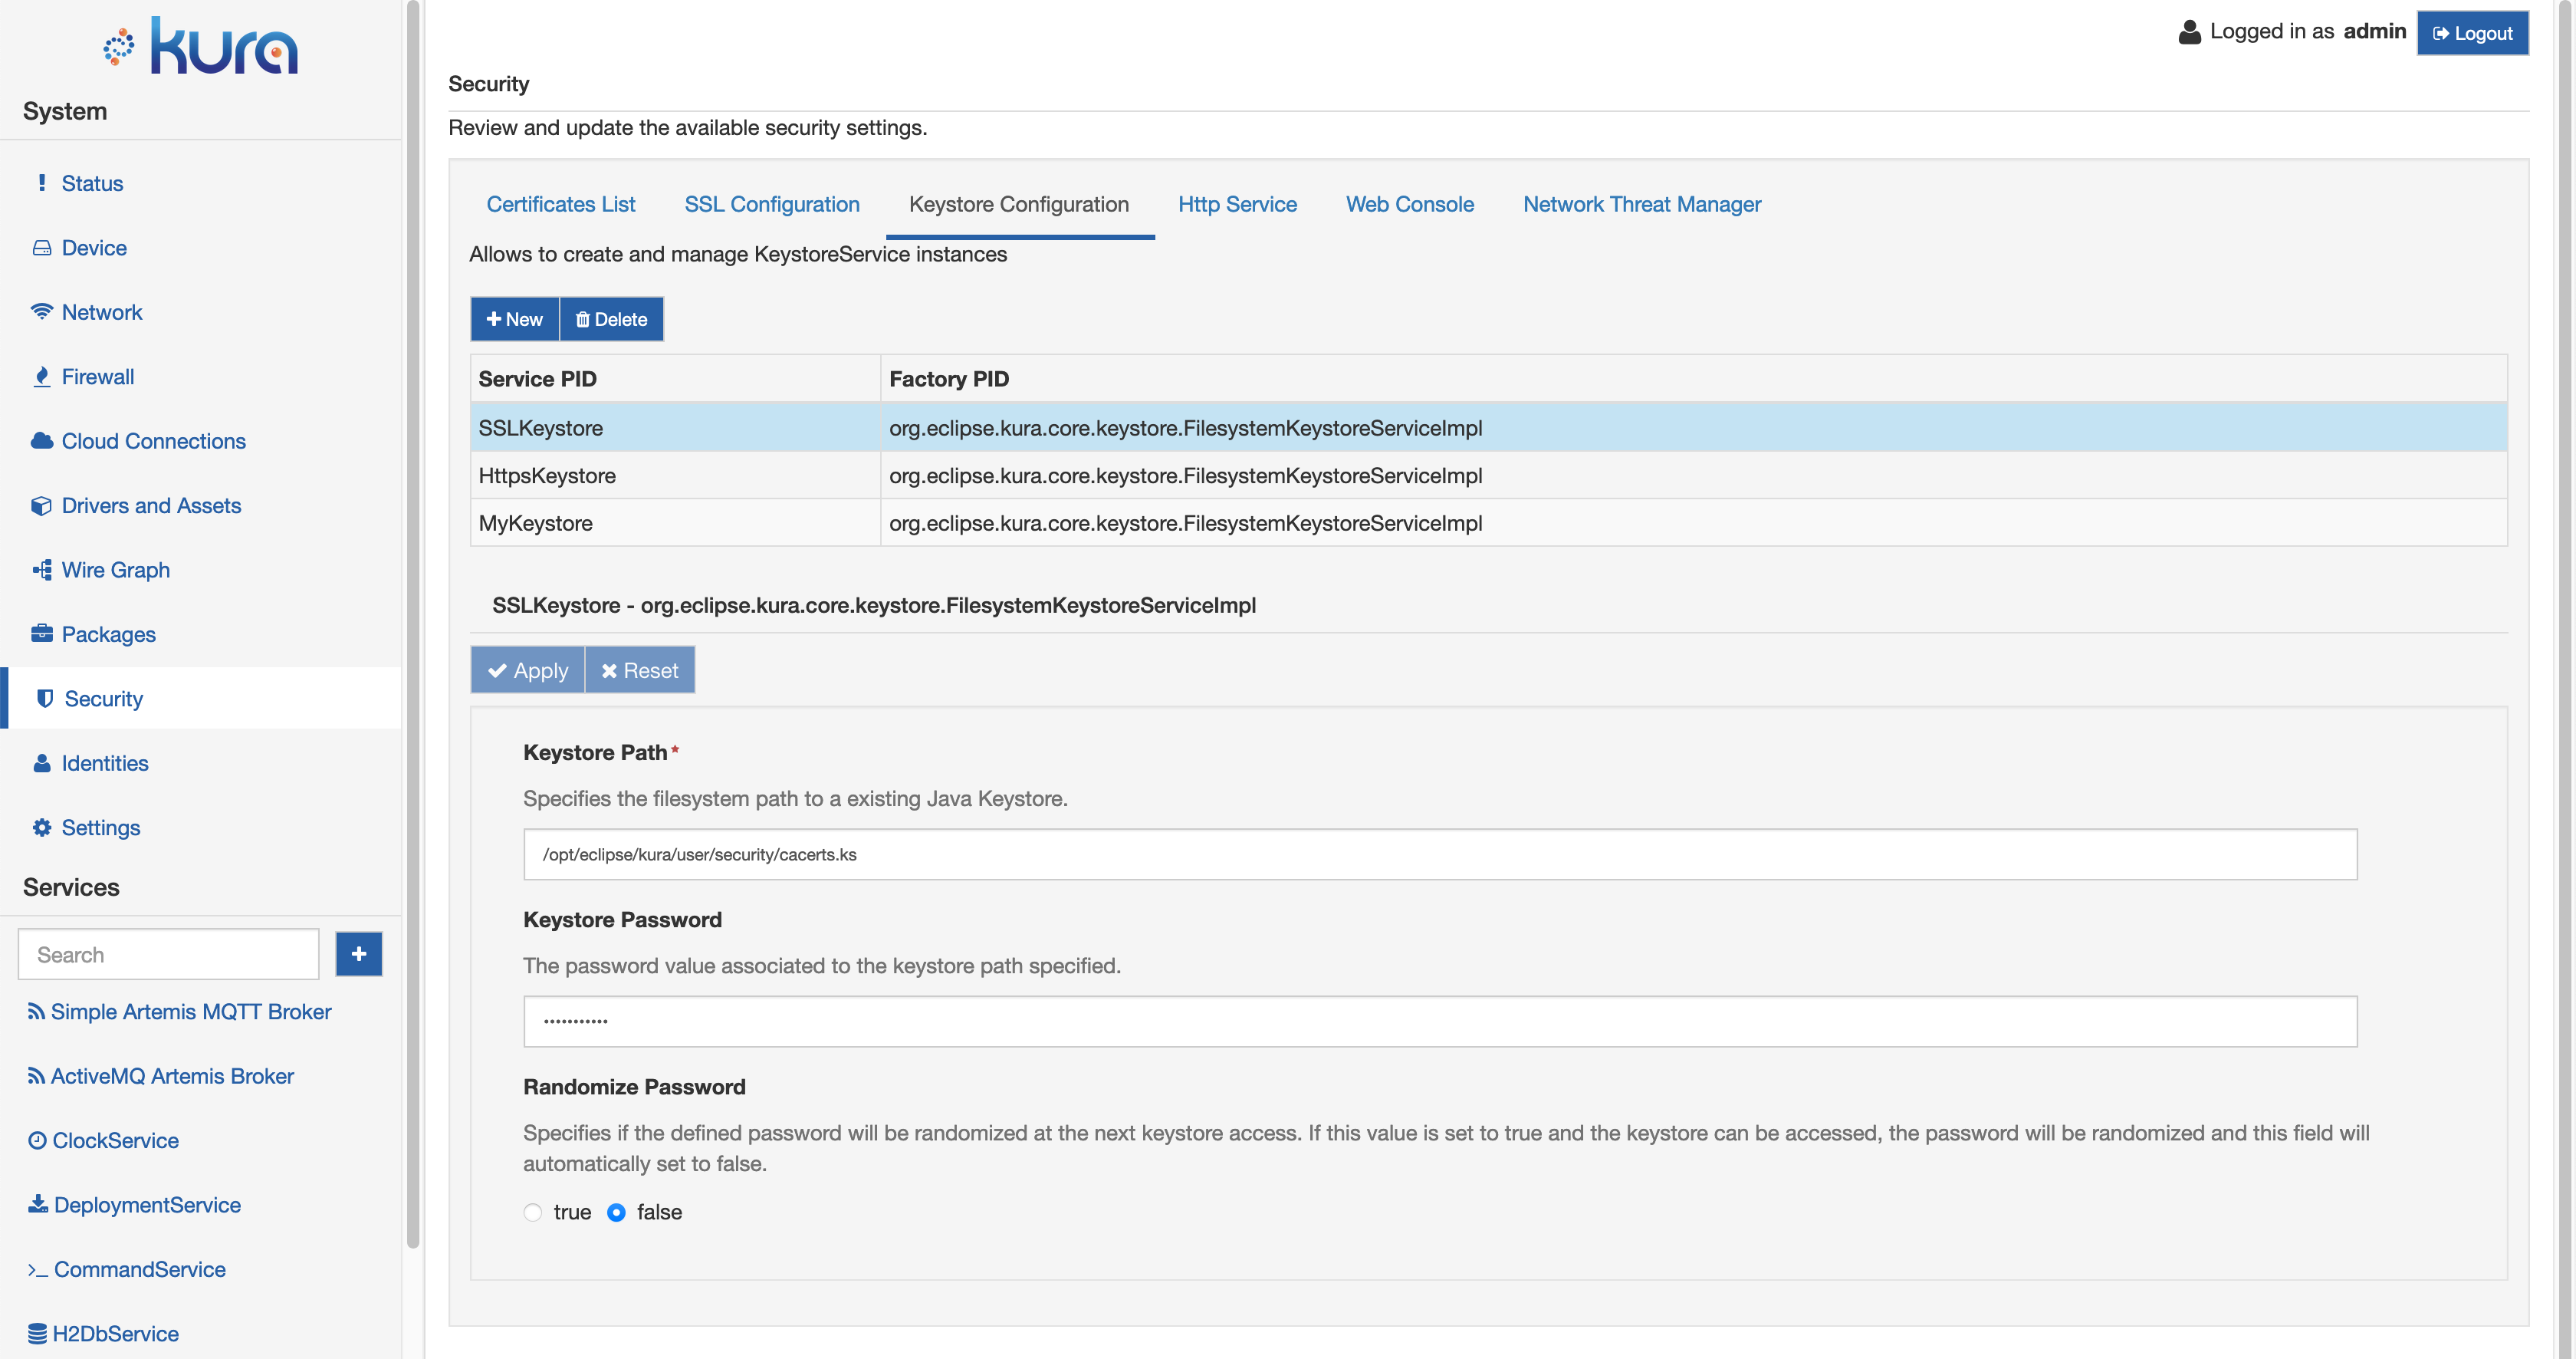 kura
System
Status
Device
Network
Firewall
Cloud Connections
Drivers and Assets
Wire Graph
Packages
Security
Identities
Settings
Services
Search
Simple Artemis MQTT Broker
ActiveMQ Artemis Broker
ClockService
DeploymentService
CommandService
H2DbService
Logged in as admin
Logout
Security
Review and update the available security settings.
Certificates List
SSL Configuration
Keystore Configuration
Http Service
Web Console
Network Threat Manager
Allows to create and manage KeystoreService instances
New
Delete
Service PID Factory PID
SSLKeystore org.eclipse.kura.core.keystore.FilesystemKeystoreServiceImpl
HttpsKeystore org.eclipse.kura.core.keystore.FilesystemKeystoreServiceImpl
MyKeystore org.eclipse.kura.core.keystore.FilesystemKeystoreServiceImpl
SSLKeystore - org.eclipse.kura.core.keystore.FilesystemKeystoreServiceImpl
Apply
Reset
Keystore Path*
Specifies the filesystem path to a existing Java Keystore.
/opt/eclipse/kura/user/security/cacerts.ks
Keystore Password
The password value associated to the keystore path specified.
•••••••••••
Randomize Password
Specifies if the defined password will be randomized at the next keystore access. If this value is set to true and the keystore can be accessed, the password will be randomized and this field will
automatically set to false.
true false